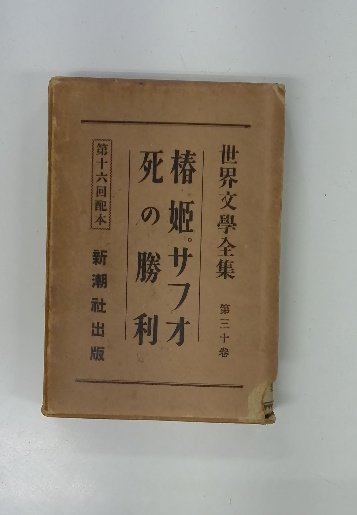 世界文學全集 第三十卷
椿姬。サフオ
死の勝利
第十六回配本
新潮社出版